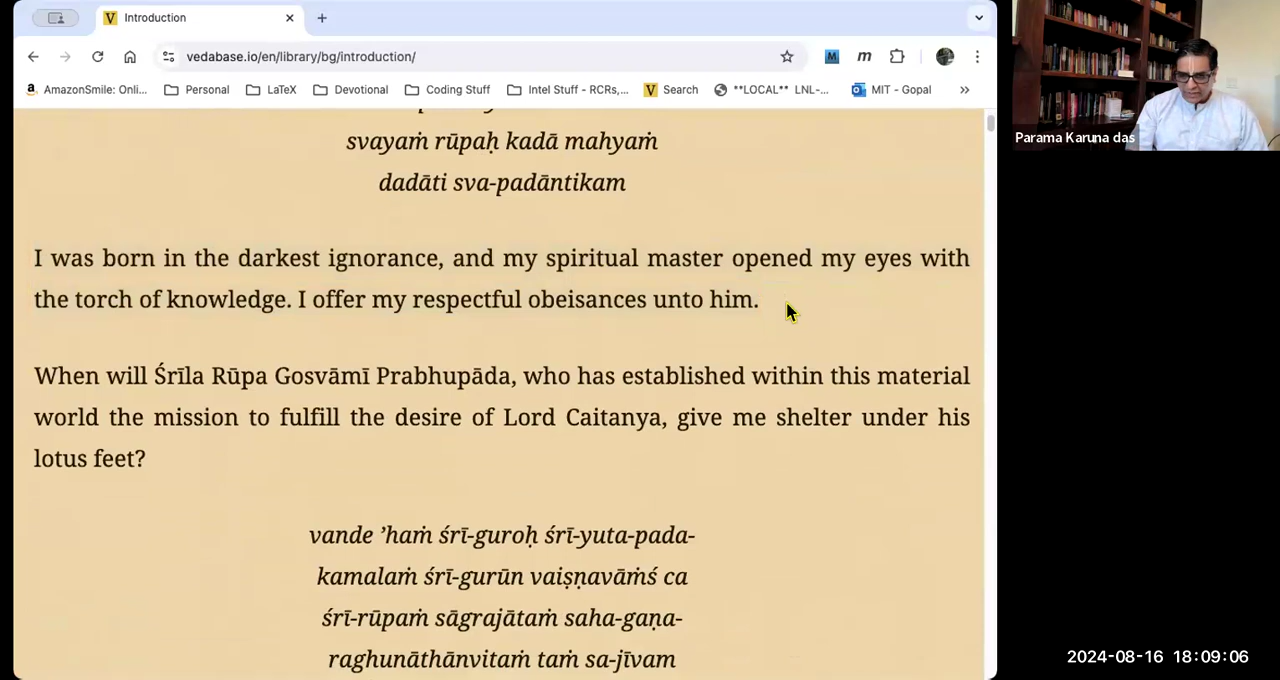 Introduction
vedabase.io/en/library/bg/introduction/
AmazonSmile: Onli... Personal LaTeX Devotional Coding Stuff Intel Stuff - RCRs,... Search **LOCAL** LNL-... MIT - Gopal
svayaṁ rūpaḥ kadā mahyaṁ
dadāti sva-padāntikam
I was born in the darkest ignorance, and my spiritual master opened my eyes with
the torch of knowledge. I offer my respectful obeisances unto him.
When will Śrīla Rūpa Gosvāmī Prabhupāda, who has established within this material
world the mission to fulfill the desire of Lord Caitanya, give me shelter under his
lotus feet?
vande ’haṁ śrī-guroḥ śrī-yuta-pada-
kamalaṁ śrī-gurūn vaiṣṇavāṁś ca
śrī-rūpaṁ sāgrajātaṁ saha-gaṇa-
raghunāthānvitaṁ taṁ sa-jīvam
Parama Karuna das
2024-08-16 18:09:06